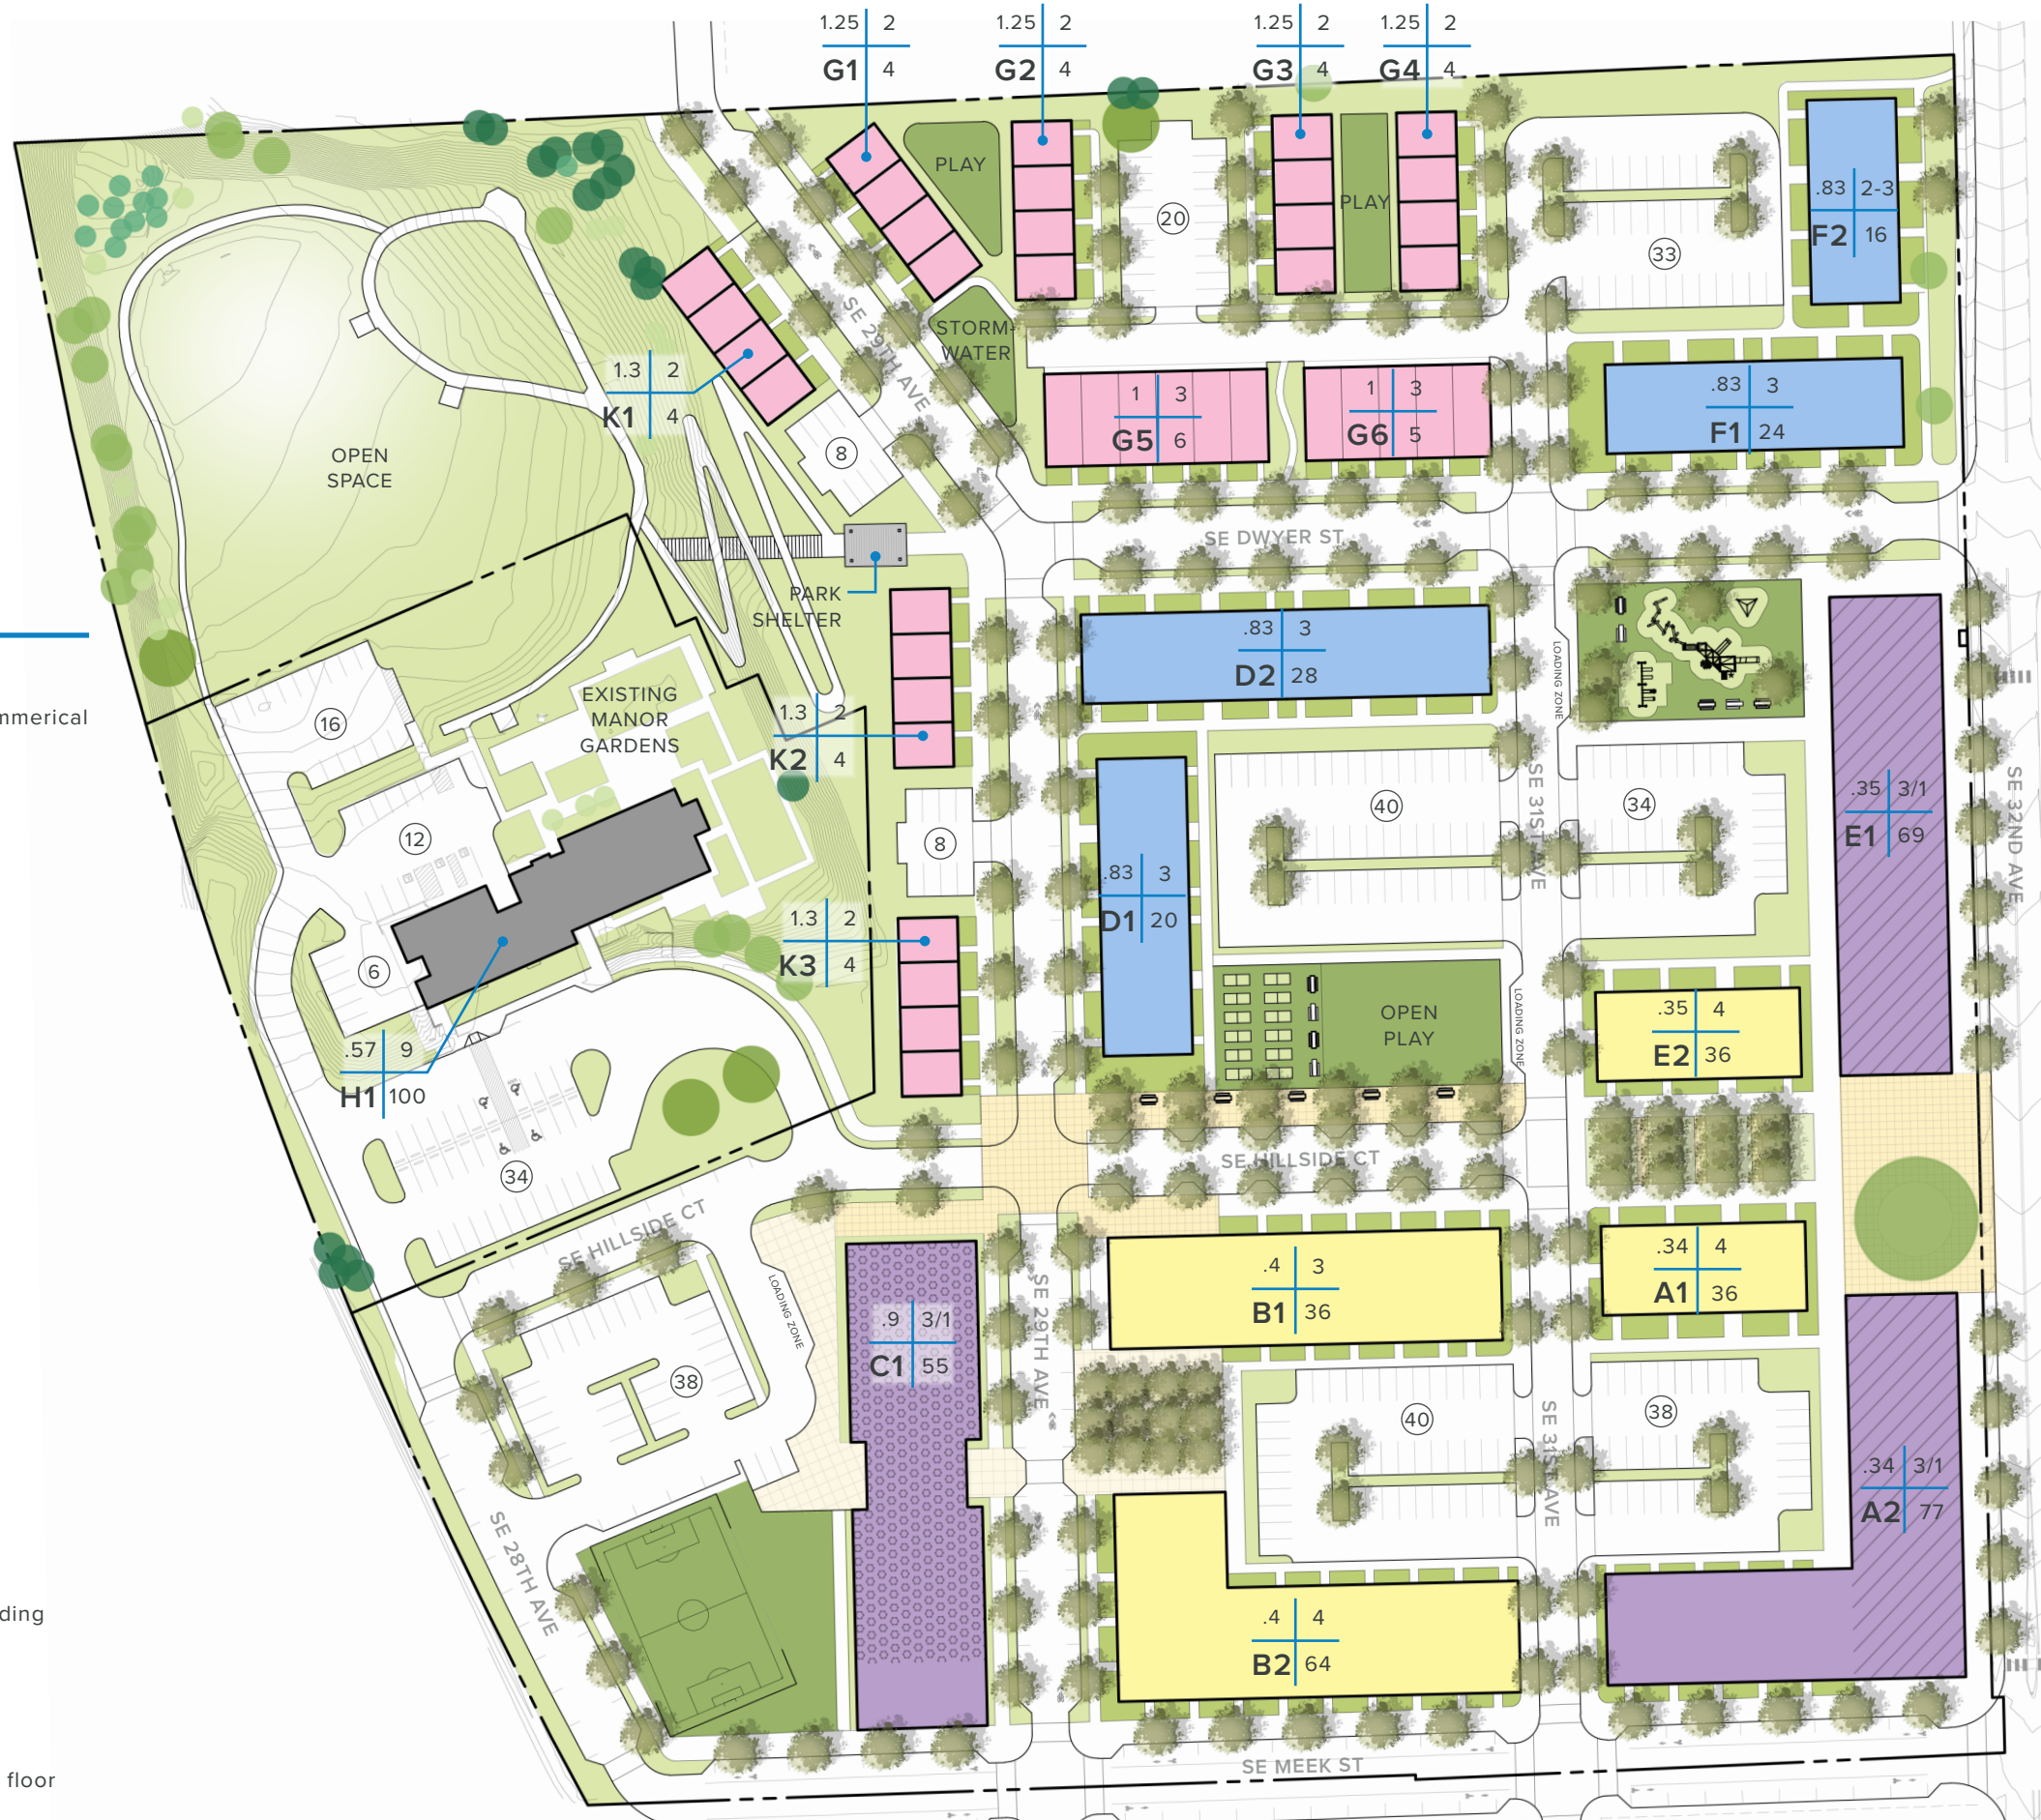 1.25 2
G1 4
1.25 2
G2 4
1.25 2
G3 4
1.25 2
G4 4
PLAY
PLAY
20
33
.83 2-3
F2 16
SE 29TH AVE
STORM-
WATER
1.3 2
K1 4
8
1 3
G5 6
1 3
G6 5
.83 3
F1 24
OPEN
SPACE
SE DWYER ST
PARK
SHELTER
.83 3
D2 28
LOADING ZONE
EXISTING
MANOR
GARDENS
16
12
6
1.3 2
K2 4
8
1.3 2
K3 4
.83 3
D1 20
40
SE 31ST AVE
34
.35 3/1
E1 69
SE 32ND AVE
mmerical
OPEN
PLAY
LOADING ZONE
.35 4
E2 36
.57 9
H1 100
34
SE HILLSIDE CT
SE HILLSIDE CT
LOADING ZONE
38
.9 3/1
C1 55
SE 29TH AVE
.4 3
B1 36
.34 4
A1 36
40
SE 31ST AVE
38
.34 3/1
A2 77
SE 28TH AVE
.4 4
B2 64
ding
floor
SE MEEK ST